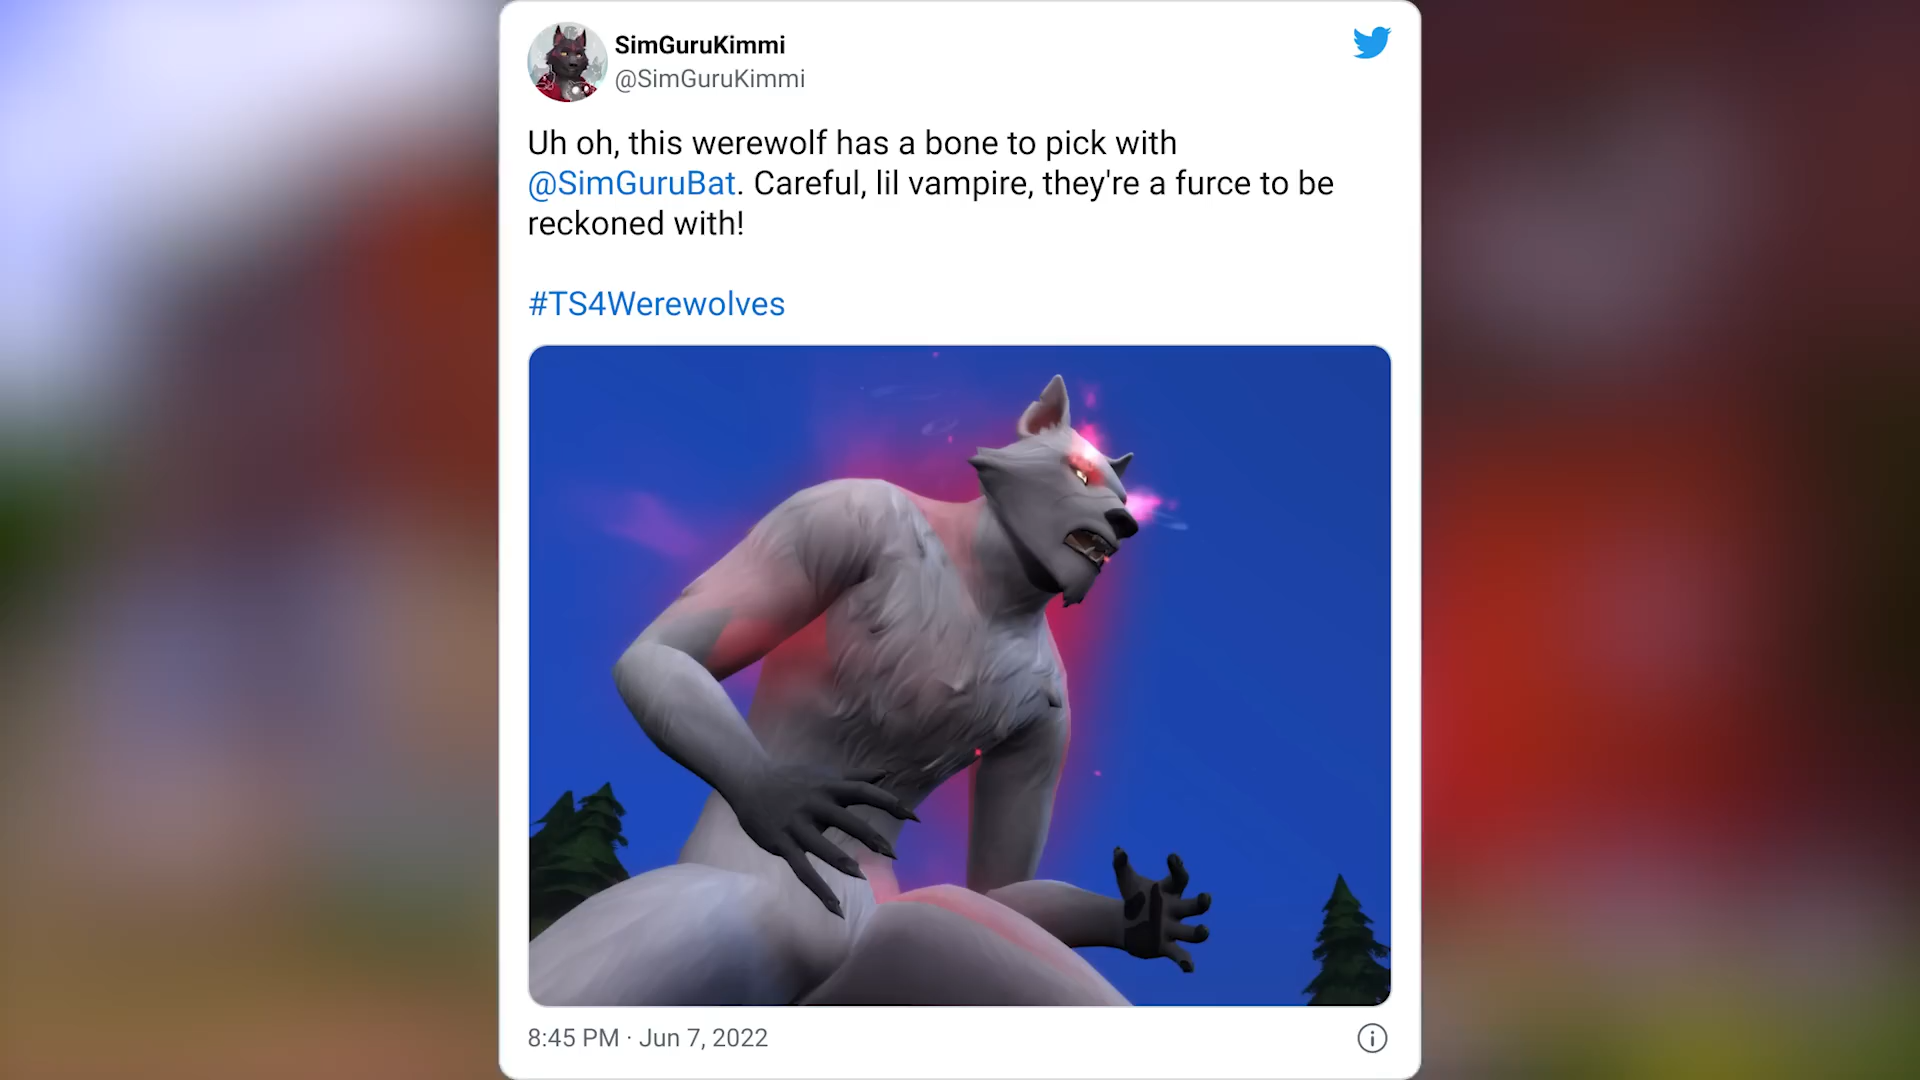 SimGuruKimmi
@SimGuruKimmi
Uh oh, this werewolf has a bone to pick with
@SimGuruBat. Careful, lil vampire, they're a furce to be
reckoned with!
#TS4Werewolves
8:45 PM · Jun 7, 2022